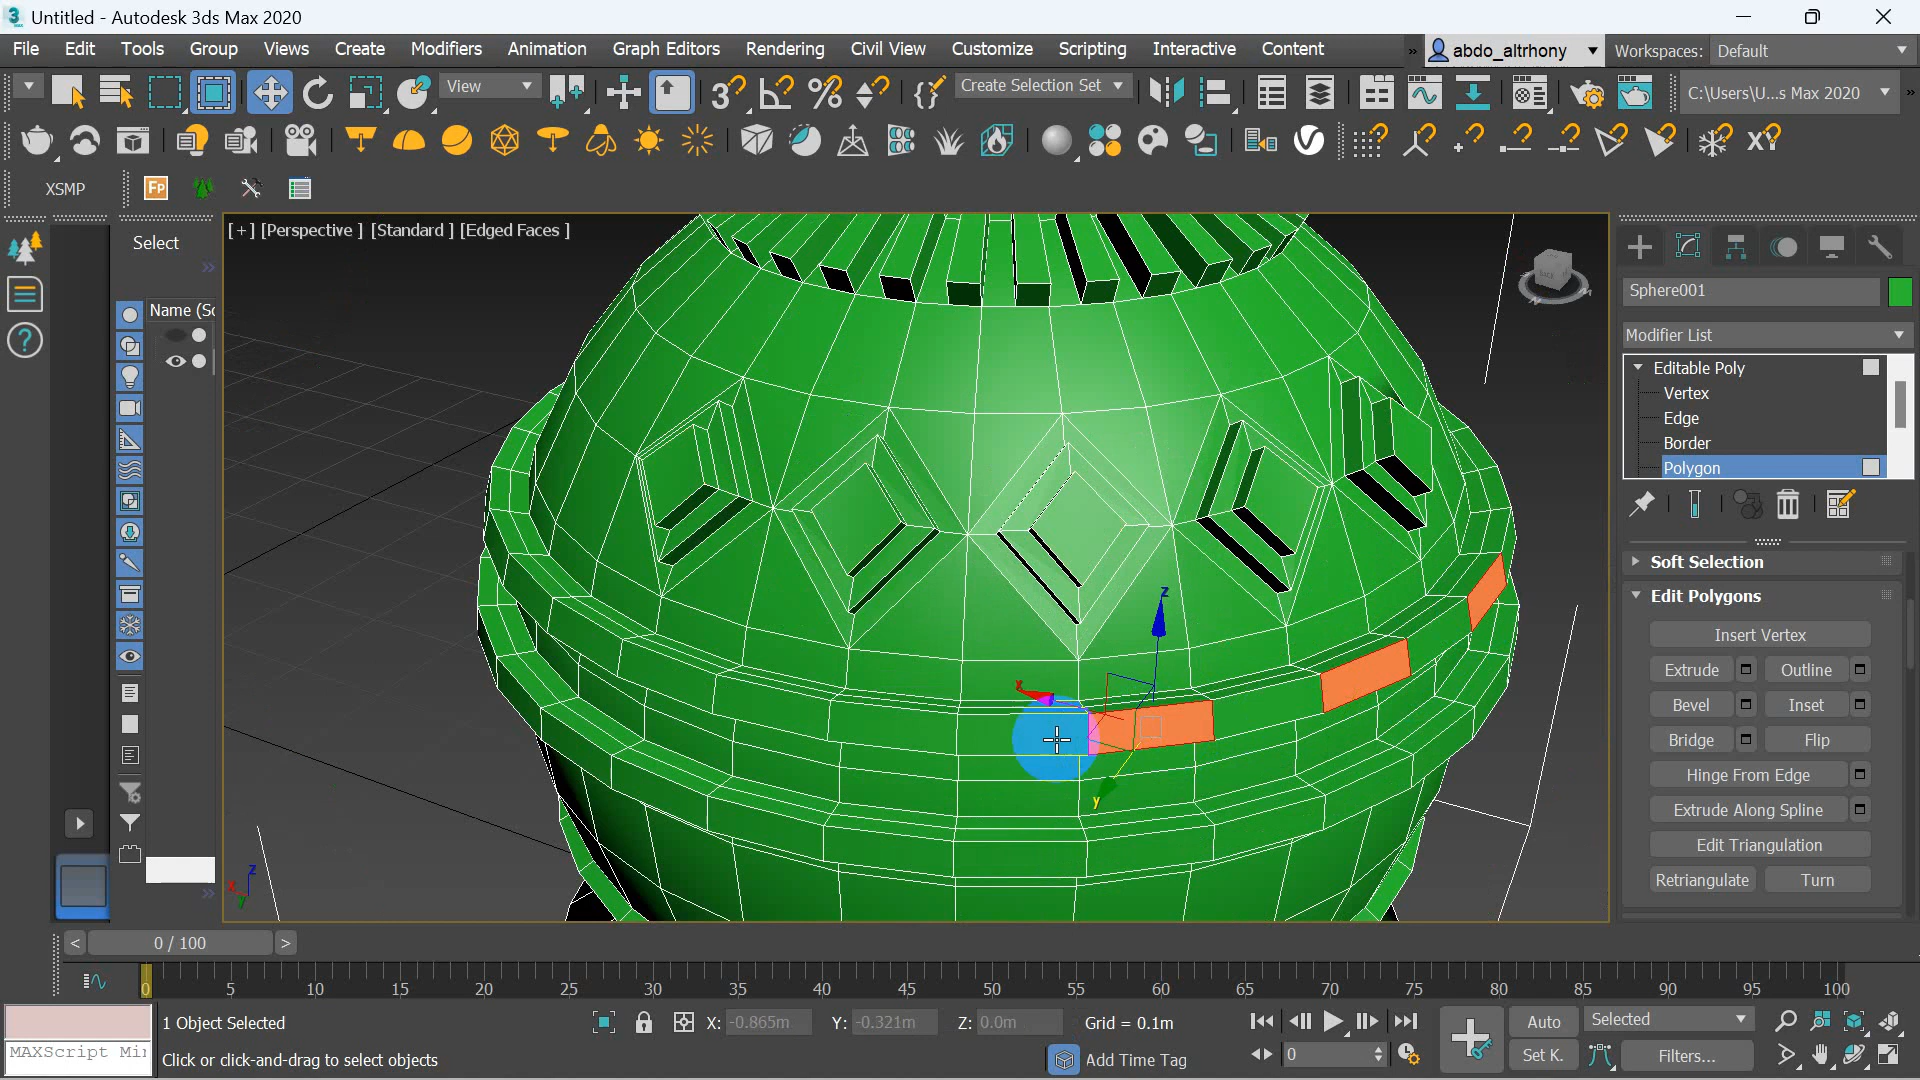 Untitled - Autodesk 3ds Max 2020
File Edit Tools Group Views Create Modifiers Animation Graph Editors Rendering Civil View Customize Scripting Interactive Content
abdo_altrhony
Workspaces: Default
View
Create Selection Set
C:\Users\U...s Max 2020
XSMP
Select
Name (Sc
[+] [Perspective ] [Standard ] [Edged Faces ]
Sphere001
Modifier List
Editable Poly
Vertex
Edge
Border
Polygon
Soft Selection
Edit Polygons
Insert Vertex
Extrude Outline
Bevel Inset
Bridge Flip
Hinge From Edge
Extrude Along Spline
Edit Triangulation
Retriangulate Turn
BACK
x
z
y
z
x
y
< 0 / 100 >
0 5 10 15 20 25 30 35 40 45 50 55 60 65 70 75 80 85 90 95 100
1 Object Selected
X: -0.865m Y: -0.321m Z: 0.0m Grid = 0.1m
Auto
Selected
MAXScript Mi
Click or click-and-drag to select objects
Add Time Tag
0
Set K.
Filters...